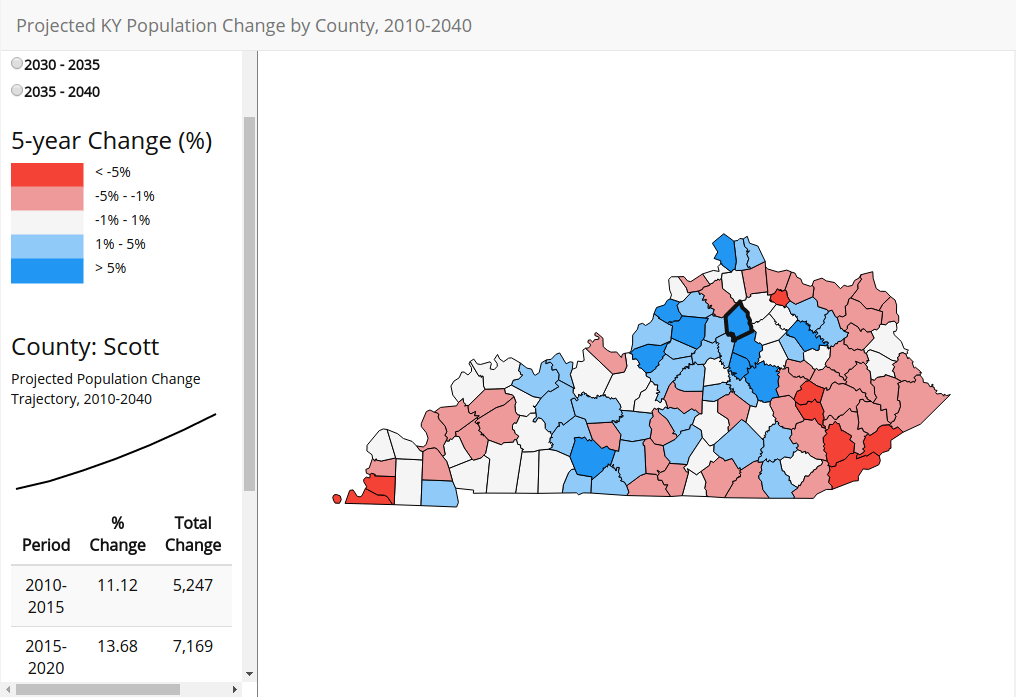 Projected KY Population Change by County, 2010-2040
2030 - 2035
2035 - 2040
5-year Change (%)
< -5%
-5% - -1%
-1% - 1%
1% - 5%
> 5%
County: Scott
Projected Population Change
Trajectory, 2010-2040
% Total
Period Change Change
2010-
2015 11.12 5,247
2015-
2020 13.68 7,169